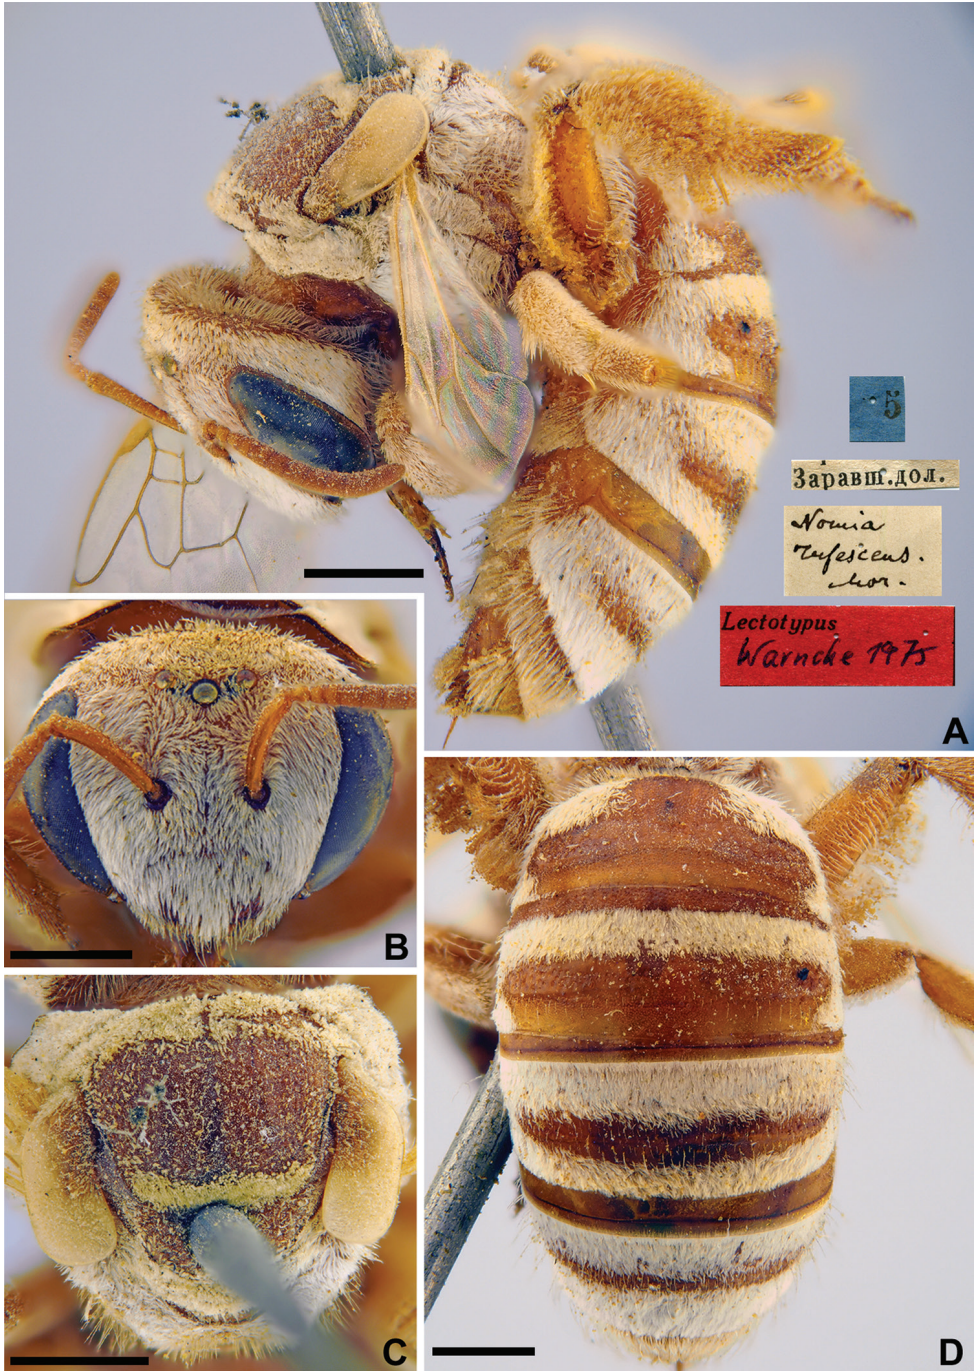 5
Заравш.дол.
Nomia
rufescens.
Mor.
Lectotypus
Warncke 1975
A
B
C
D